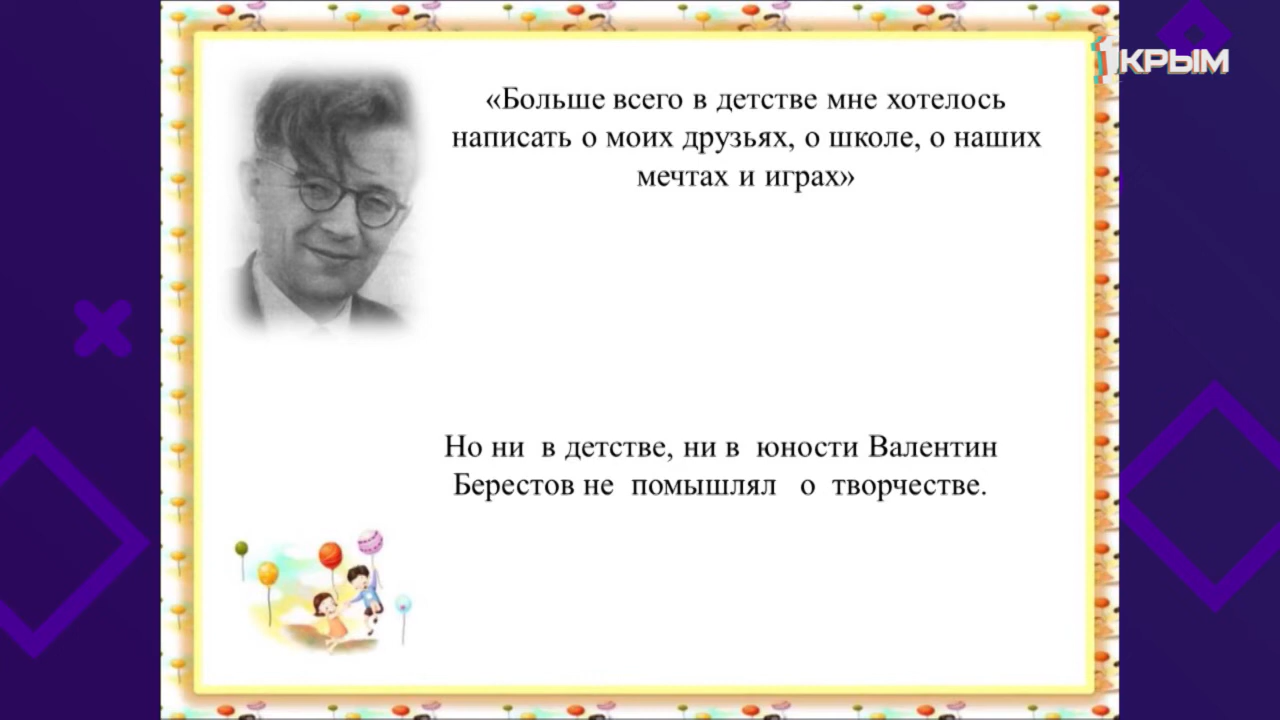 1КРЫМ
«Больше всего в детстве мне хотелось
написать о моих друзьях, о школе, о наших
мечтах и играх»
Но ни в детстве, ни в юности Валентин
Берестов не помышлял о творчестве.